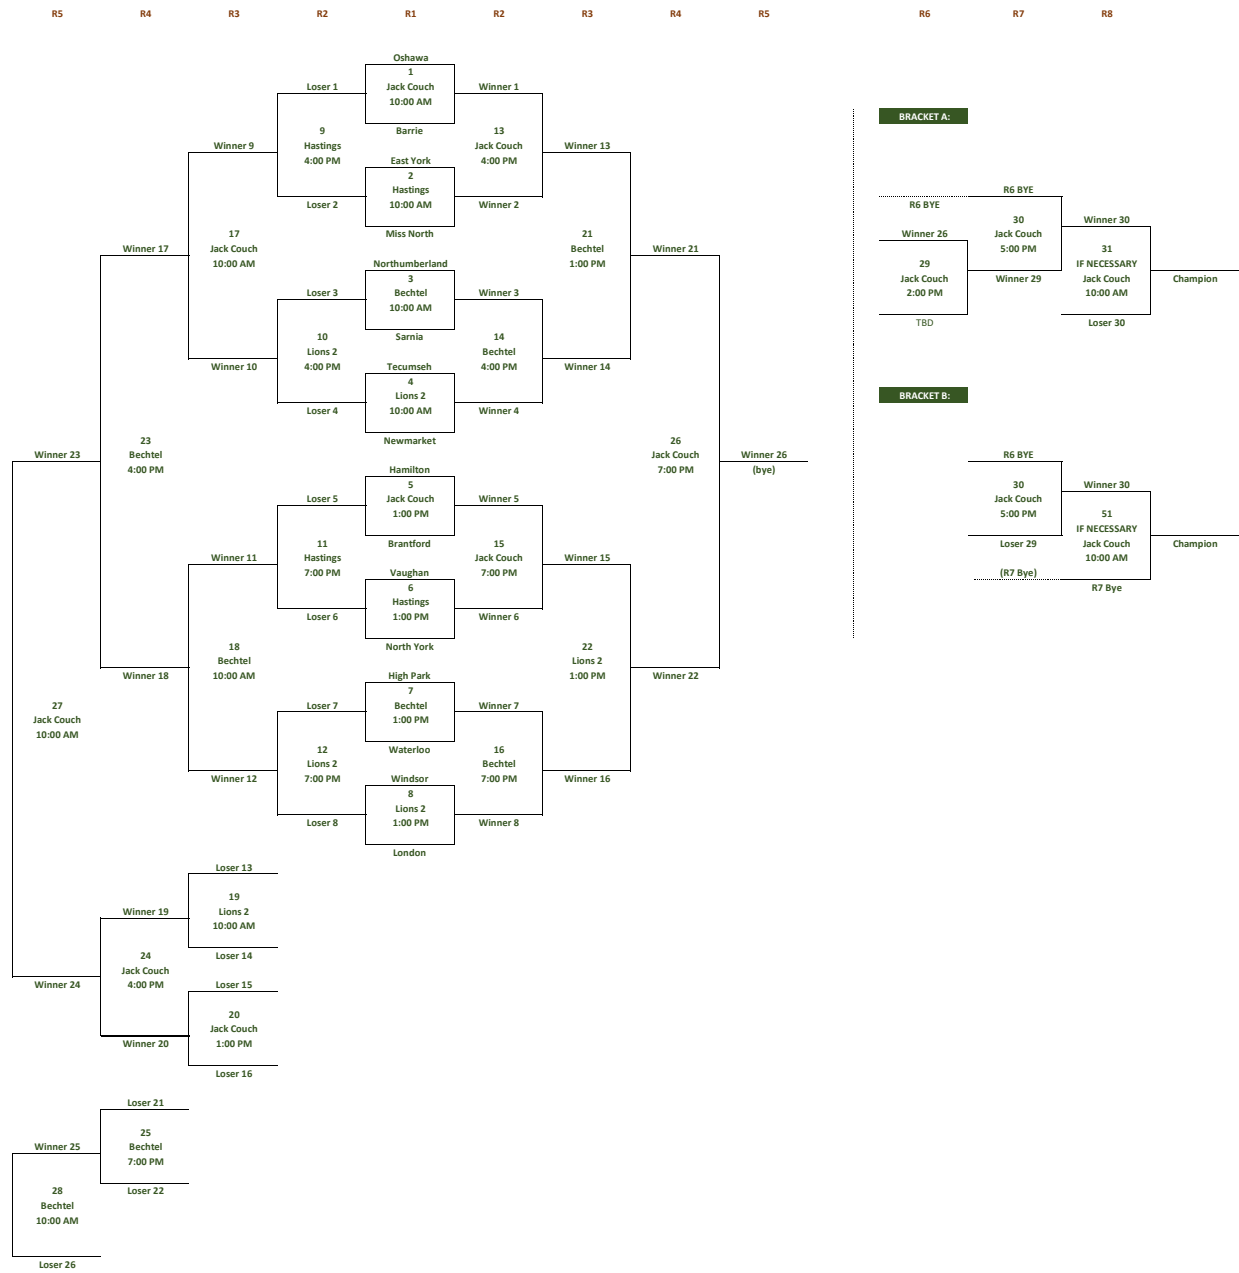 R5 R4 R3 R2 R1 R2 R3 R4 R5 R6 R7 R8
Oshawa
1
Jack Couch
10:00 AM
Barrie
Loser 1
Winner 1
9
Hastings
4:00 PM
13
Jack Couch
4:00 PM
East York
2
Hastings
10:00 AM
Miss North
Loser 2
Winner 2
Winner 9
Winner 13
17
Jack Couch
10:00 AM
21
Bechtel
1:00 PM
Northumberland
3
Bechtel
10:00 AM
Sarnia
Loser 3
Winner 3
10
Lions 2
4:00 PM
14
Bechtel
4:00 PM
Tecumseh
4
Lions 2
10:00 AM
Newmarket
Loser 4
Winner 4
Winner 10
Winner 14
Winner 17
Winner 21
23
Bechtel
4:00 PM
26
Jack Couch
7:00 PM
Winner 23
Winner 26
(bye)
Hamilton
5
Jack Couch
1:00 PM
Brantford
Loser 5
Winner 5
11
Hastings
7:00 PM
15
Jack Couch
7:00 PM
Vaughan
6
Hastings
1:00 PM
North York
Loser 6
Winner 6
Winner 11
Winner 15
18
Bechtel
10:00 AM
22
Lions 2
1:00 PM
Winner 18
Winner 22
High Park
7
Bechtel
1:00 PM
Waterloo
Loser 7
Winner 7
12
Lions 2
7:00 PM
16
Bechtel
7:00 PM
Windsor
8
Lions 2
1:00 PM
London
Loser 8
Winner 8
Winner 12
Winner 16
27
Jack Couch
10:00 AM
Loser 13
19
Lions 2
10:00 AM
Loser 14
Winner 19
24
Jack Couch
4:00 PM
Winner 24
Loser 15
20
Jack Couch
1:00 PM
Loser 16
Winner 20
Loser 21
25
Bechtel
7:00 PM
Loser 22
Winner 25
28
Bechtel
10:00 AM
Loser 26
BRACKET A:
R6 BYE
R6 BYE
Winner 26
29
Jack Couch
2:00 PM
TBD
30
Jack Couch
5:00 PM
Winner 29
Winner 30
31
IF NECESSARY
Jack Couch
10:00 AM
Loser 30
Champion
BRACKET B:
R6 BYE
30
Jack Couch
5:00 PM
Loser 29
(R7 Bye)
Winner 30
51
IF NECESSARY
Jack Couch
10:00 AM
R7 Bye
Champion